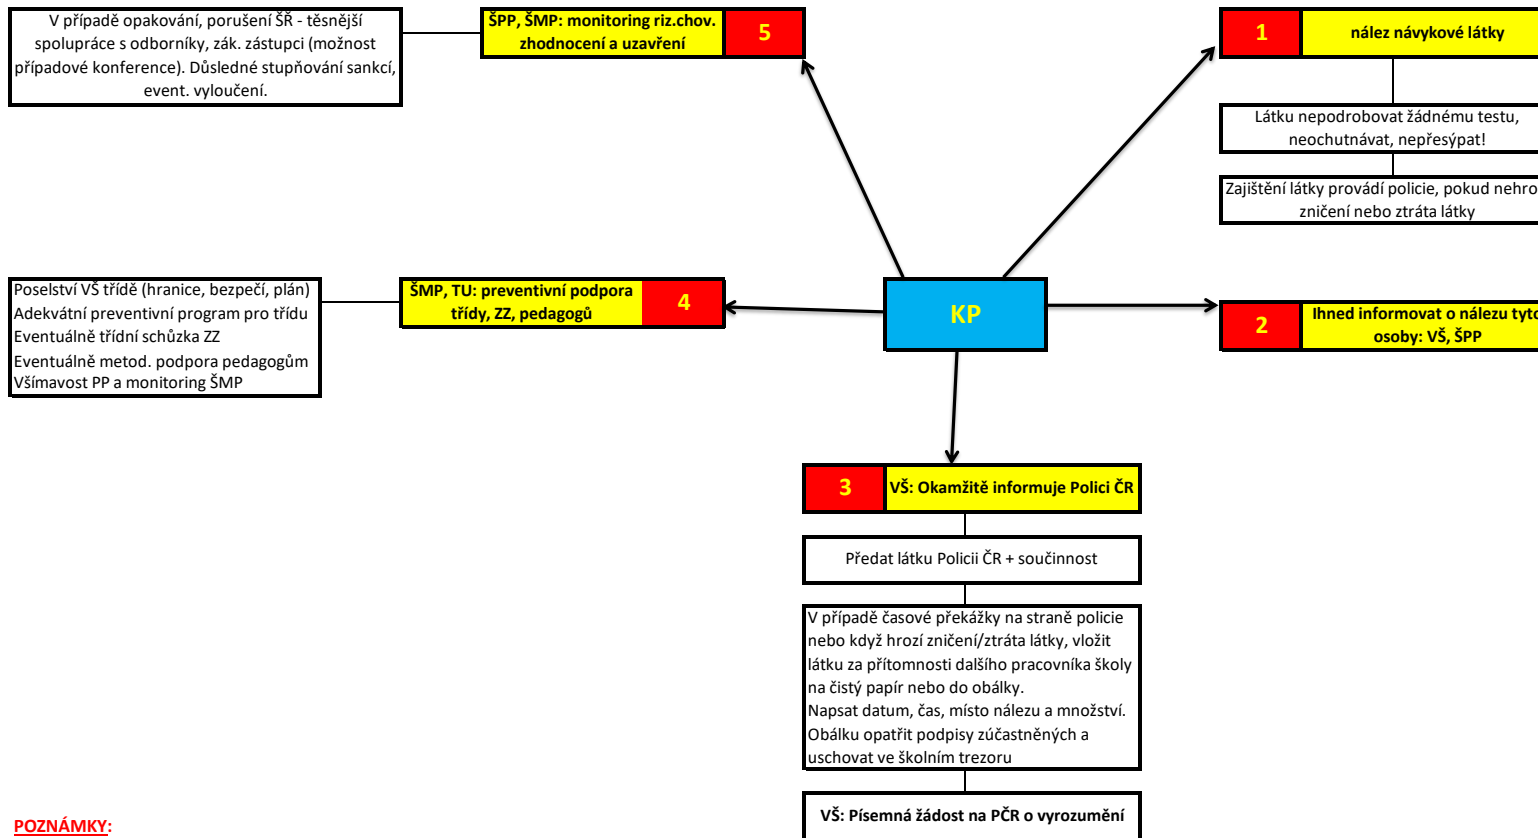 1
nález návykové látky
Látku nepodrobovat žádnému testu,
neochutnávat, nepřesýpat!
Zajištění látky provádí policie, pokud nehro
zničení nebo ztráta látky
KP
2
Ihned informovat o nálezu tyto
osoby: VŠ, ŠPP
3
VŠ: Okamžitě informuje Polici ČR
Předat látku Policii ČR + součinnost
V případě časové překážky na straně policie
nebo když hrozí zničení/ztráta látky, vložit
látku za přítomnosti dalšího pracovníka školy
na čistý papír nebo do obálky.
Napsat datum, čas, místo nálezu a množství.
Obálku opatřit podpisy zúčastněných a
uschovat ve školním trezoru
VŠ: Písemná žádost na PČR o vyrozumění
ŠMP, TU: preventivní podpora
třídy, ZZ, pedagogů
4
Poselství VŠ třídě (hranice, bezpečí, plán)
Adekvátní preventivní program pro třídu
Eventuálně třídní schůzka ZZ
Eventuálně metod. podpora pedagogům
Všímavost PP a monitoring ŠMP
ŠPP, ŠMP: monitoring riz.chov.
zhodnocení a uzavření
5
V případě opakování, porušení ŠŘ - těsnější
spolupráce s odborníky, zák. zástupci (možnost
případové konference). Důsledné stupňování sankcí,
event. vyloučení.
POZNÁMKY: